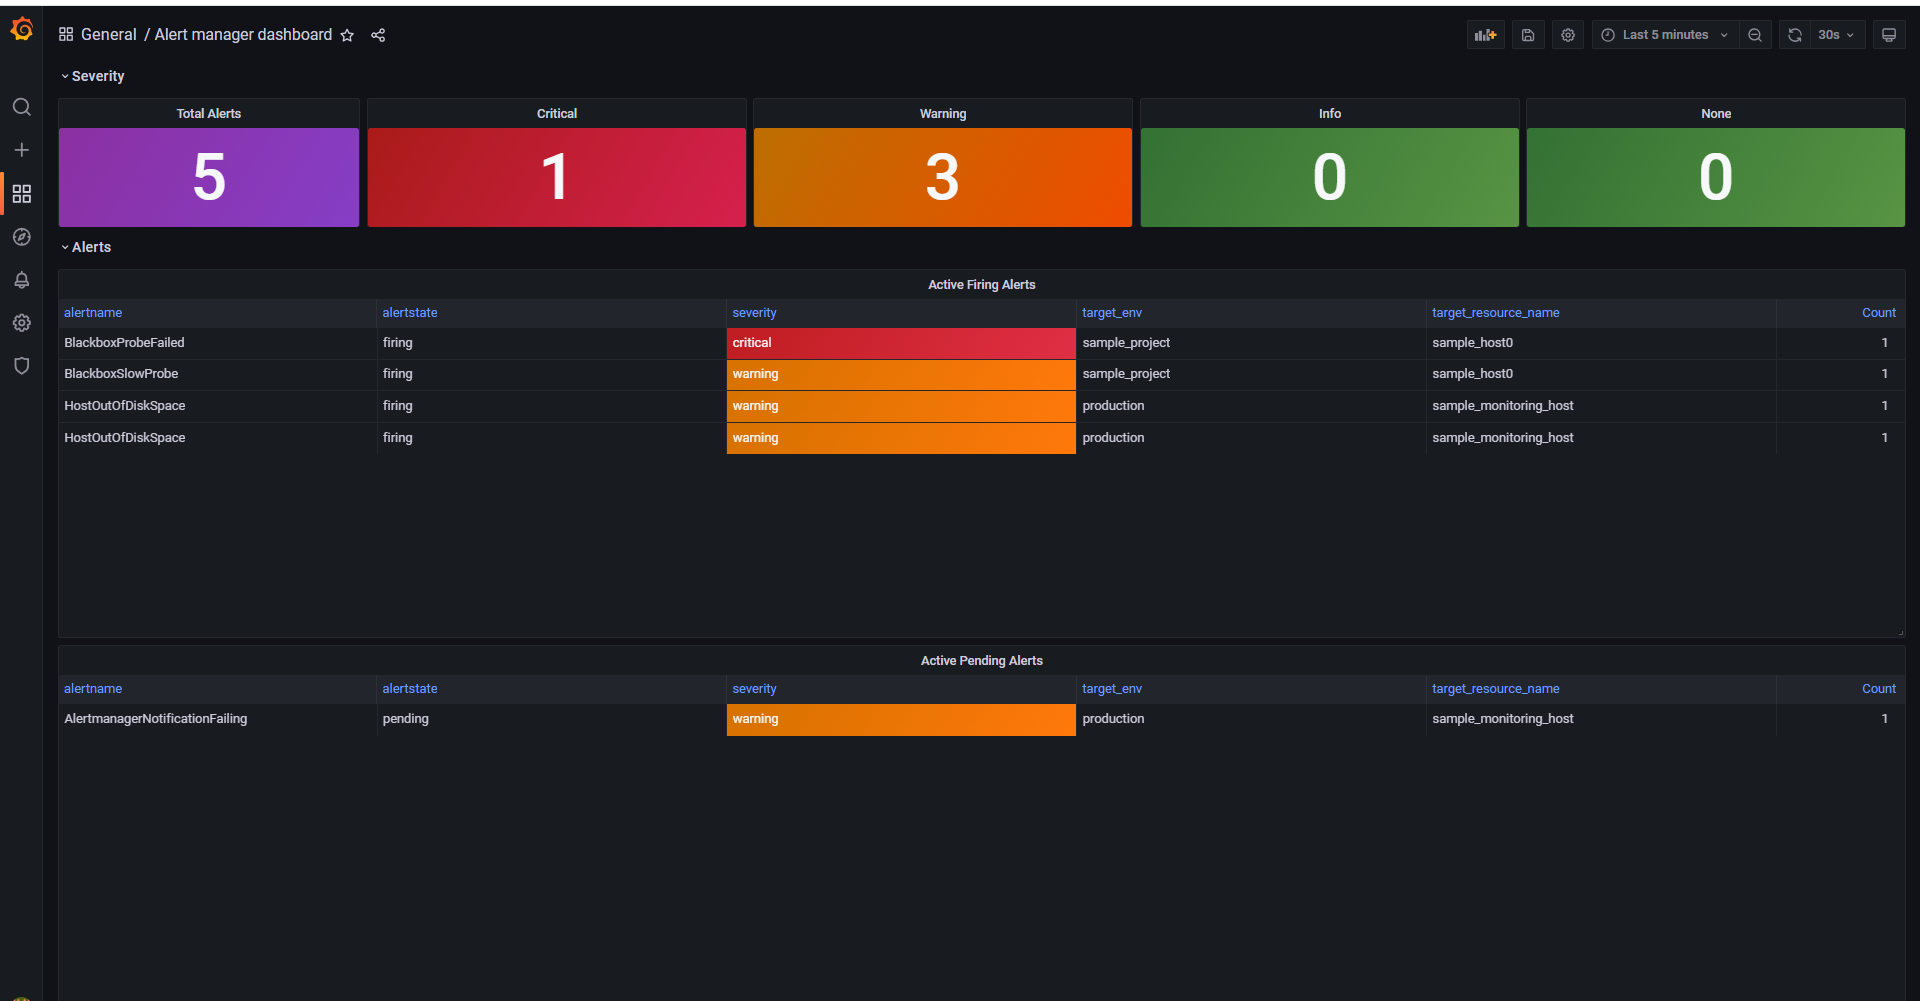 General / Alert manager dashboard Last 5 minutes 30s
Severity
Total Alerts Critical Warning Info None
5 1 3 0 0
Alerts
Active Firing Alerts
alertname alertstate severity target_env target_resource_name Count
BlackboxProbeFailed firing critical sample_project sample_host0 1
BlackboxSlowProbe firing warning sample_project sample_host0 1
HostOutOfDiskSpace firing warning production sample_monitoring_host 1
HostOutOfDiskSpace firing warning production sample_monitoring_host 1
Active Pending Alerts
alertname alertstate severity target_env target_resource_name Count
AlertmanagerNotificationFailing pending warning production sample_monitoring_host 1